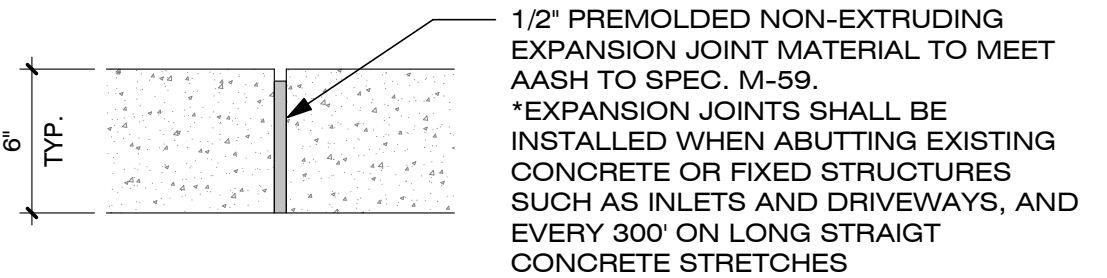 6"
TYP.
1/2" PREMOLDED NON-EXTRUDING
EXPANSION JOINT MATERIAL TO MEET
AASH TO SPEC. M-59.
*EXPANSION JOINTS SHALL BE
INSTALLED WHEN ABUTTING EXISTING
CONCRETE OR FIXED STRUCTURES
SUCH AS INLETS AND DRIVEWAYS, AND
EVERY 300' ON LONG STRAIGT
CONCRETE STRETCHES